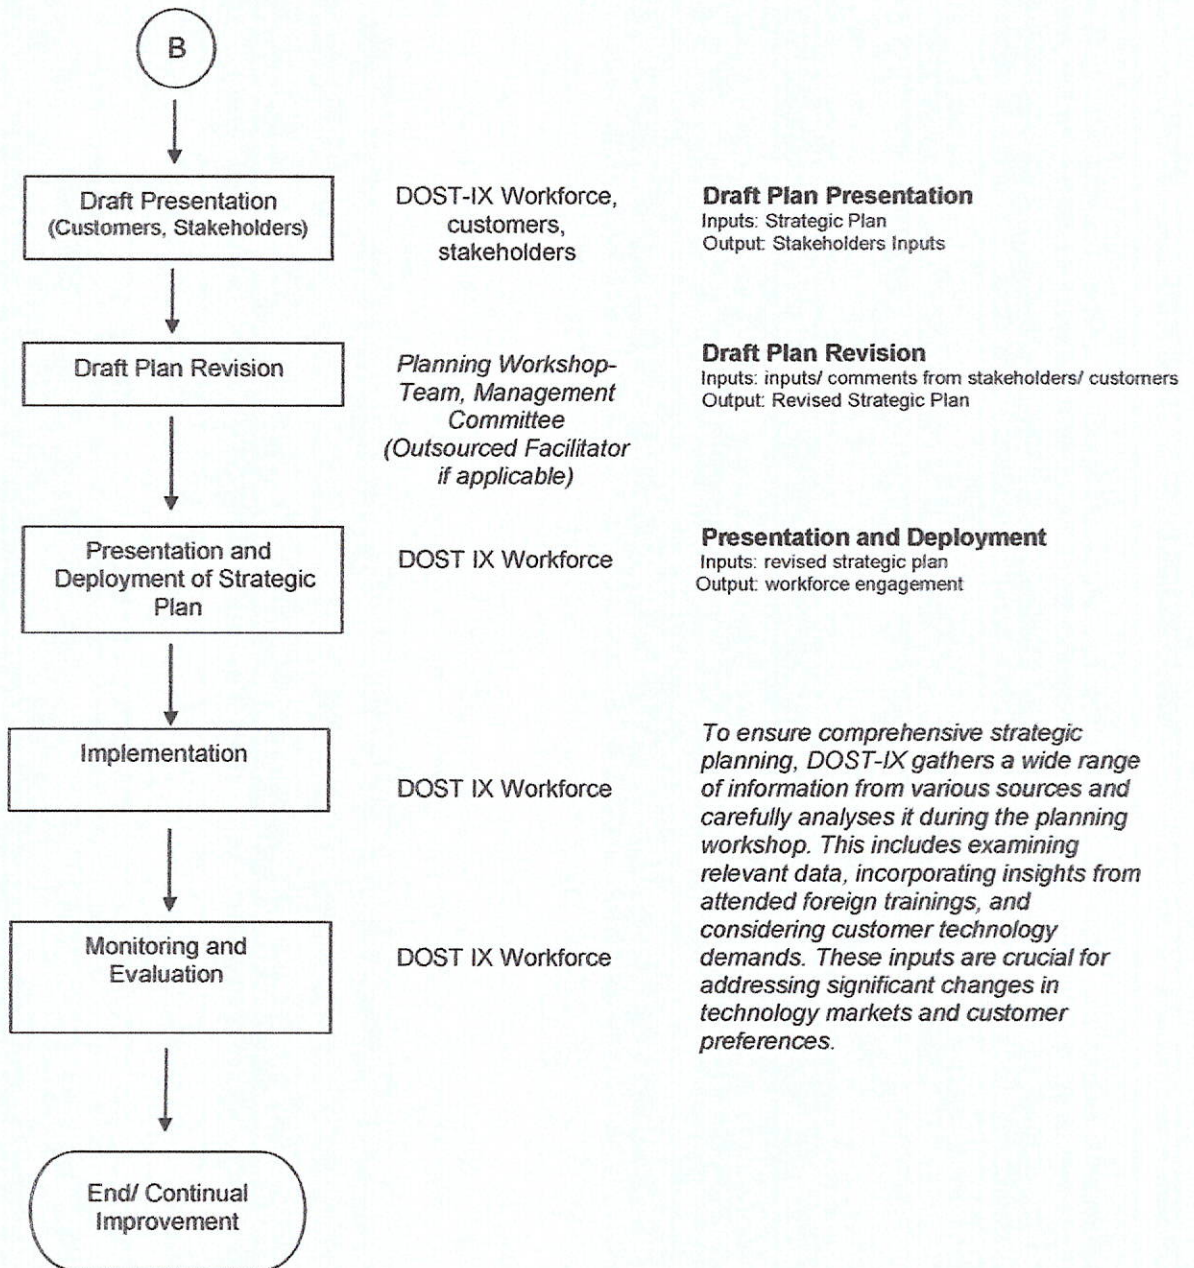 B
Draft Presentation
(Customers, Stakeholders)
DOST-IX Workforce,
customers,
stakeholders
Draft Plan Presentation
Inputs: Strategic Plan
Output: Stakeholders Inputs
Draft Plan Revision
Planning Workshop-
Team, Management
Committee
(Outsourced Facilitator
if applicable)
Draft Plan Revision
Inputs: inputs/ comments from stakeholders/ customers
Output: Revised Strategic Plan
Presentation and
Deployment of Strategic
Plan
DOST IX Workforce
Presentation and Deployment
Inputs: revised strategic plan
Output: workforce engagement
Implementation
DOST IX Workforce
To ensure comprehensive strategic
planning, DOST-IX gathers a wide range
of information from various sources and
carefully analyses it during the planning
workshop. This includes examining
relevant data, incorporating insights from
attended foreign trainings, and
considering customer technology
demands. These inputs are crucial for
addressing significant changes in
technology markets and customer
preferences.
Monitoring and
Evaluation
DOST IX Workforce
End/ Continual
Improvement